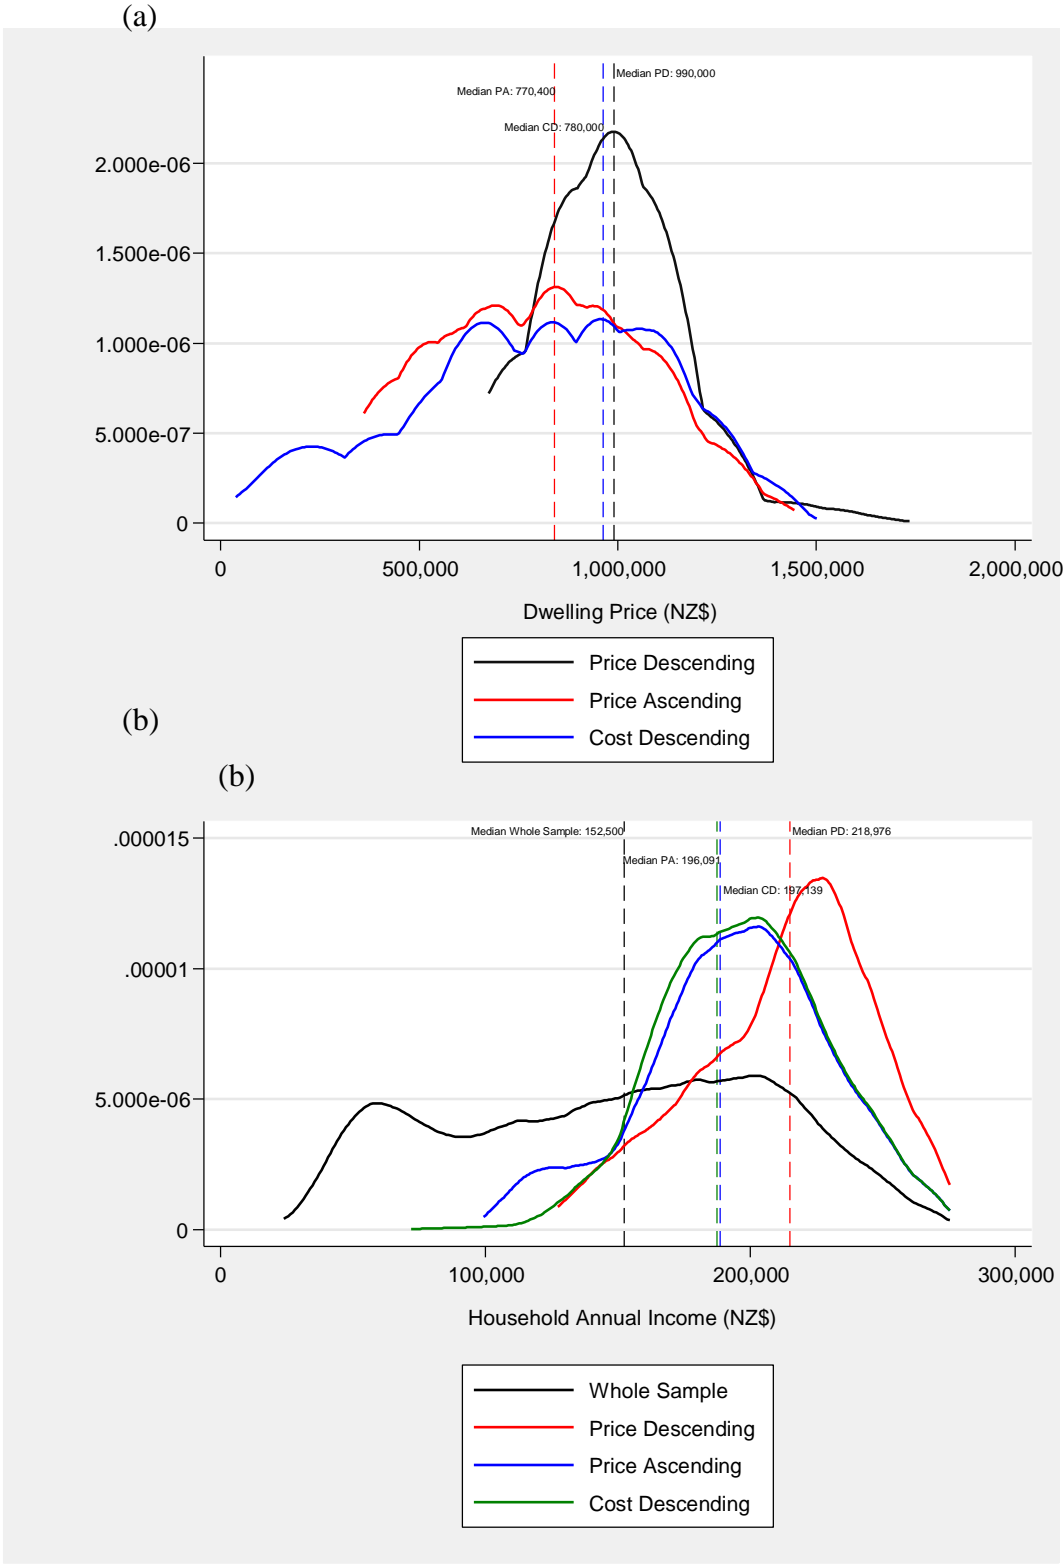 (a)
Median PD: 990,000
Median PA: 770,400
Median CD: 780,000
2.000e-06
1.500e-06
1.000e-06
5.000e-07
0
0 500,000 1,000,000 1,500,000 2,000,000
Dwelling Price (NZ$)
Price Descending
Price Ascending
Cost Descending
(b)
(b)
Median Whole Sample: 152,500
Median PD: 218,976
Median PA: 196,091
Median CD: 197,139
.000015
.00001
5.000e-06
0
0 100,000 200,000 300,000
Household Annual Income (NZ$)
Whole Sample
Price Descending
Price Ascending
Cost Descending